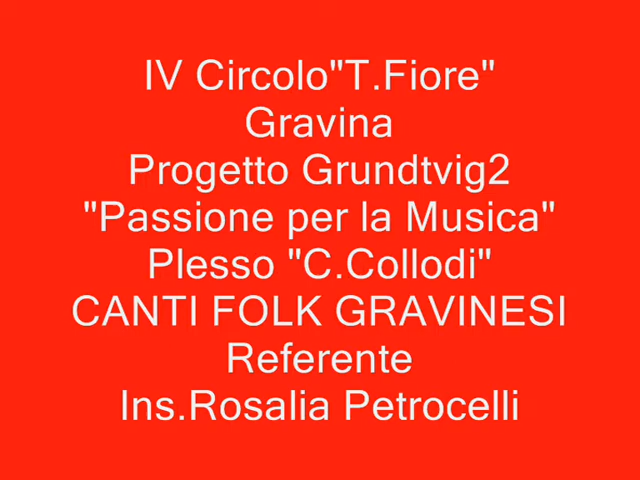 IV Circolo"T.Fiore"
Gravina
Progetto Grundtvig2
"Passione per la Musica"
Plesso "C.Collodi"
CANTI FOLK GRAVINESI
Referente
Ins.Rosalia Petrocelli